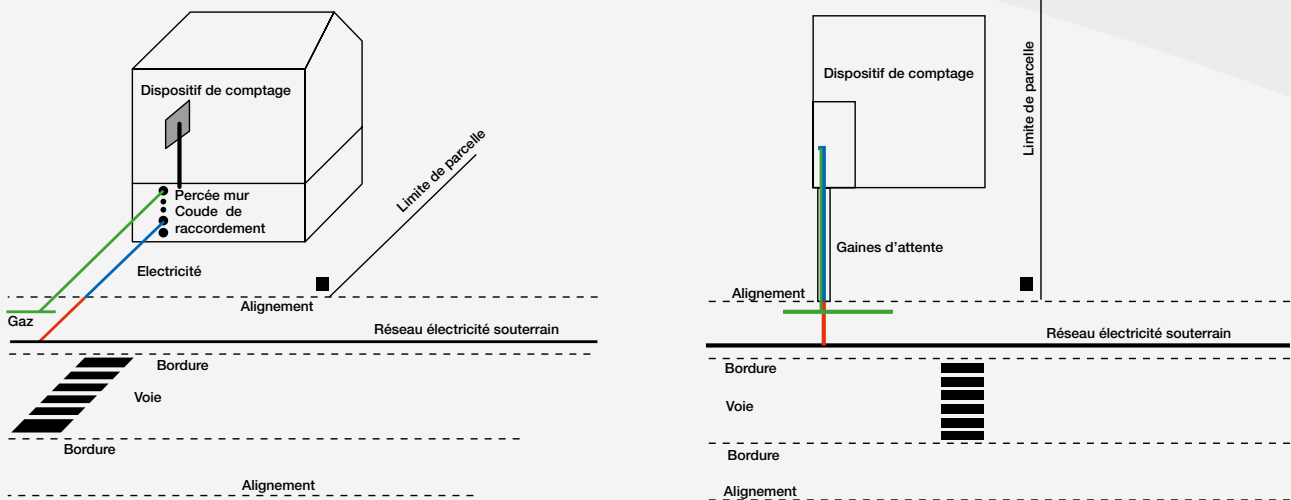 Dispositif de comptage
Limite de parcelle
Percée mur
Coude de
raccordement
Electricité
Alignement
Gaz
Réseau électricité souterrain
Bordure
Voie
Bordure
Alignement
Dispositif de comptage
Limite de parcelle
Gaines d’attente
Alignement
Réseau électricité souterrain
Bordure
Voie
Bordure
Alignement